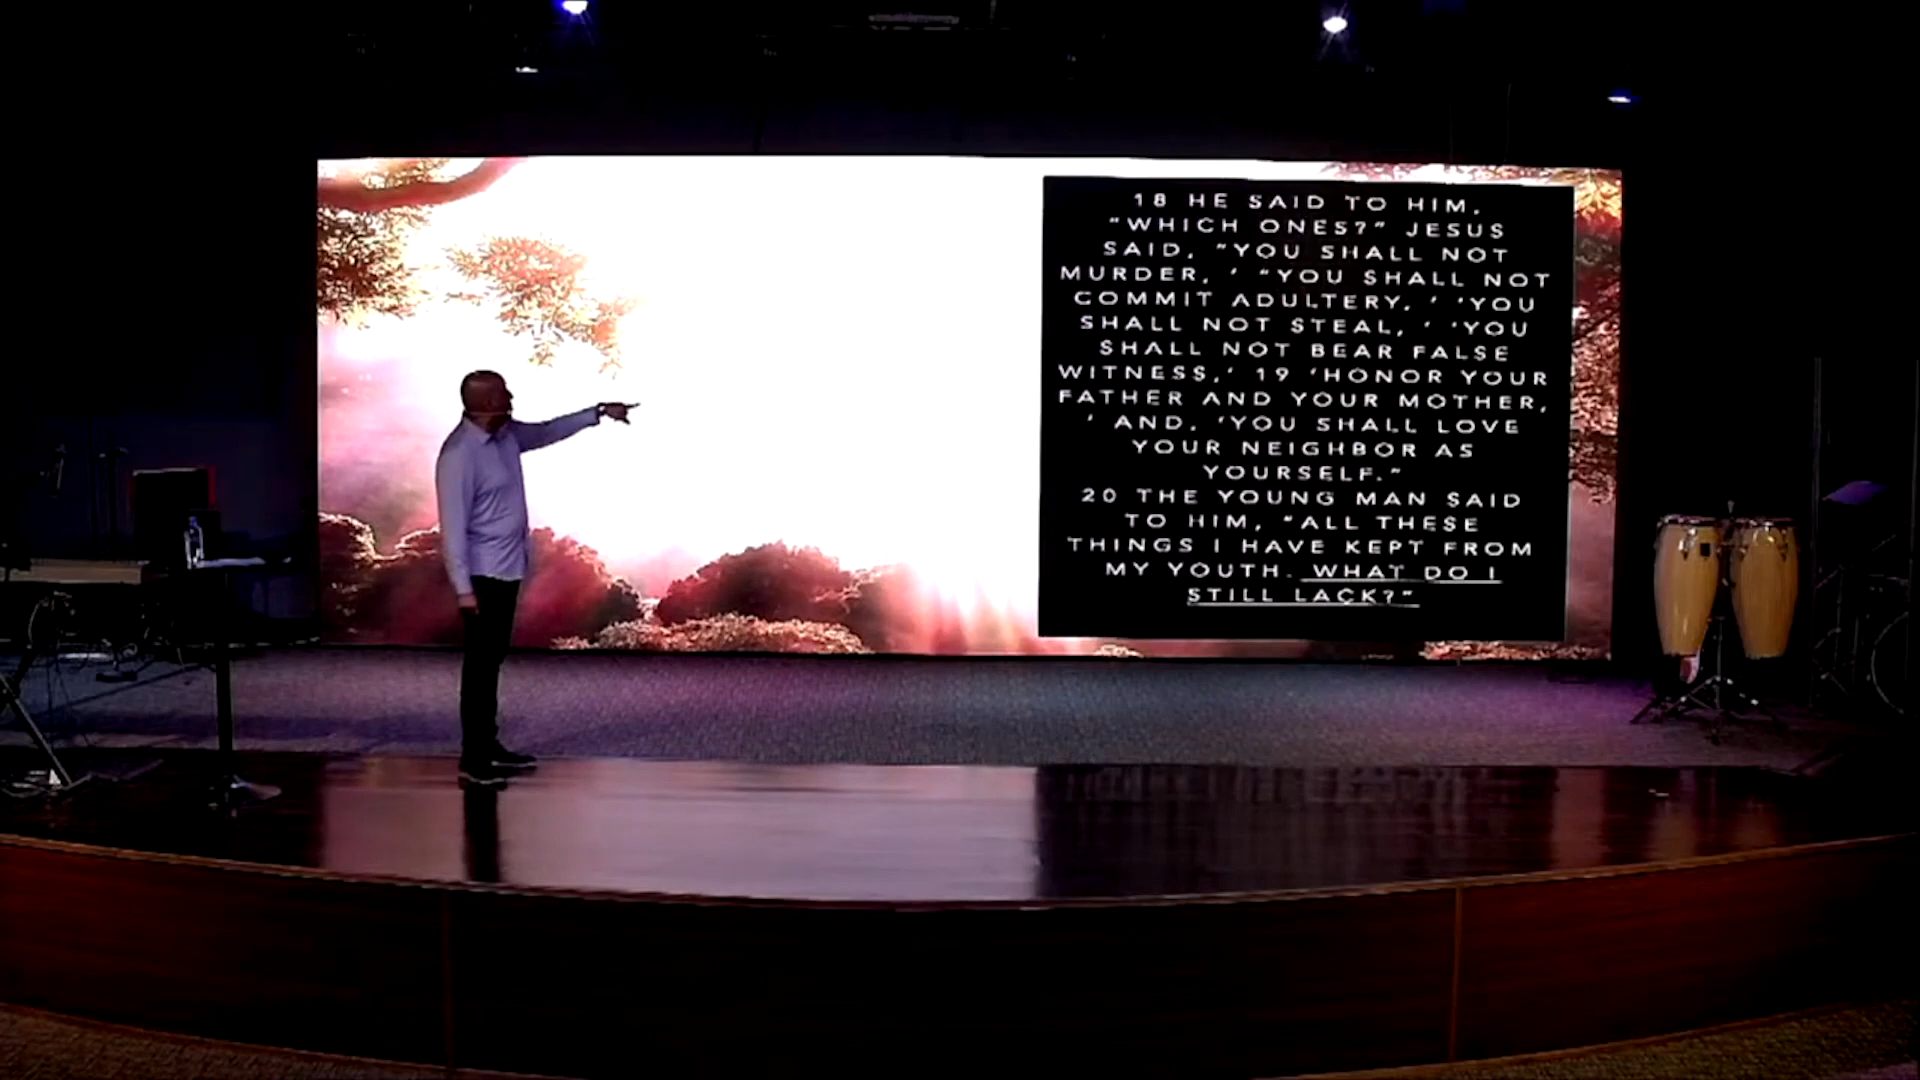 18 HE SAID TO HIM,
"WHICH ONES?" JESUS
SAID, "YOU SHALL NOT
MURDER, ' "YOU SHALL NOT
COMMIT ADULTERY, ' 'YOU
SHALL NOT STEAL, ' 'YOU
SHALL NOT BEAR FALSE
WITNESS,' 19 'HONOR YOUR
FATHER AND YOUR MOTHER,
' AND, 'YOU SHALL LOVE
YOUR NEIGHBOR AS
YOURSELF."
20 THE YOUNG MAN SAID
TO HIM, "ALL THESE
THINGS I HAVE KEPT FROM
MY YOUTH. WHAT DO I
STILL LACK?"